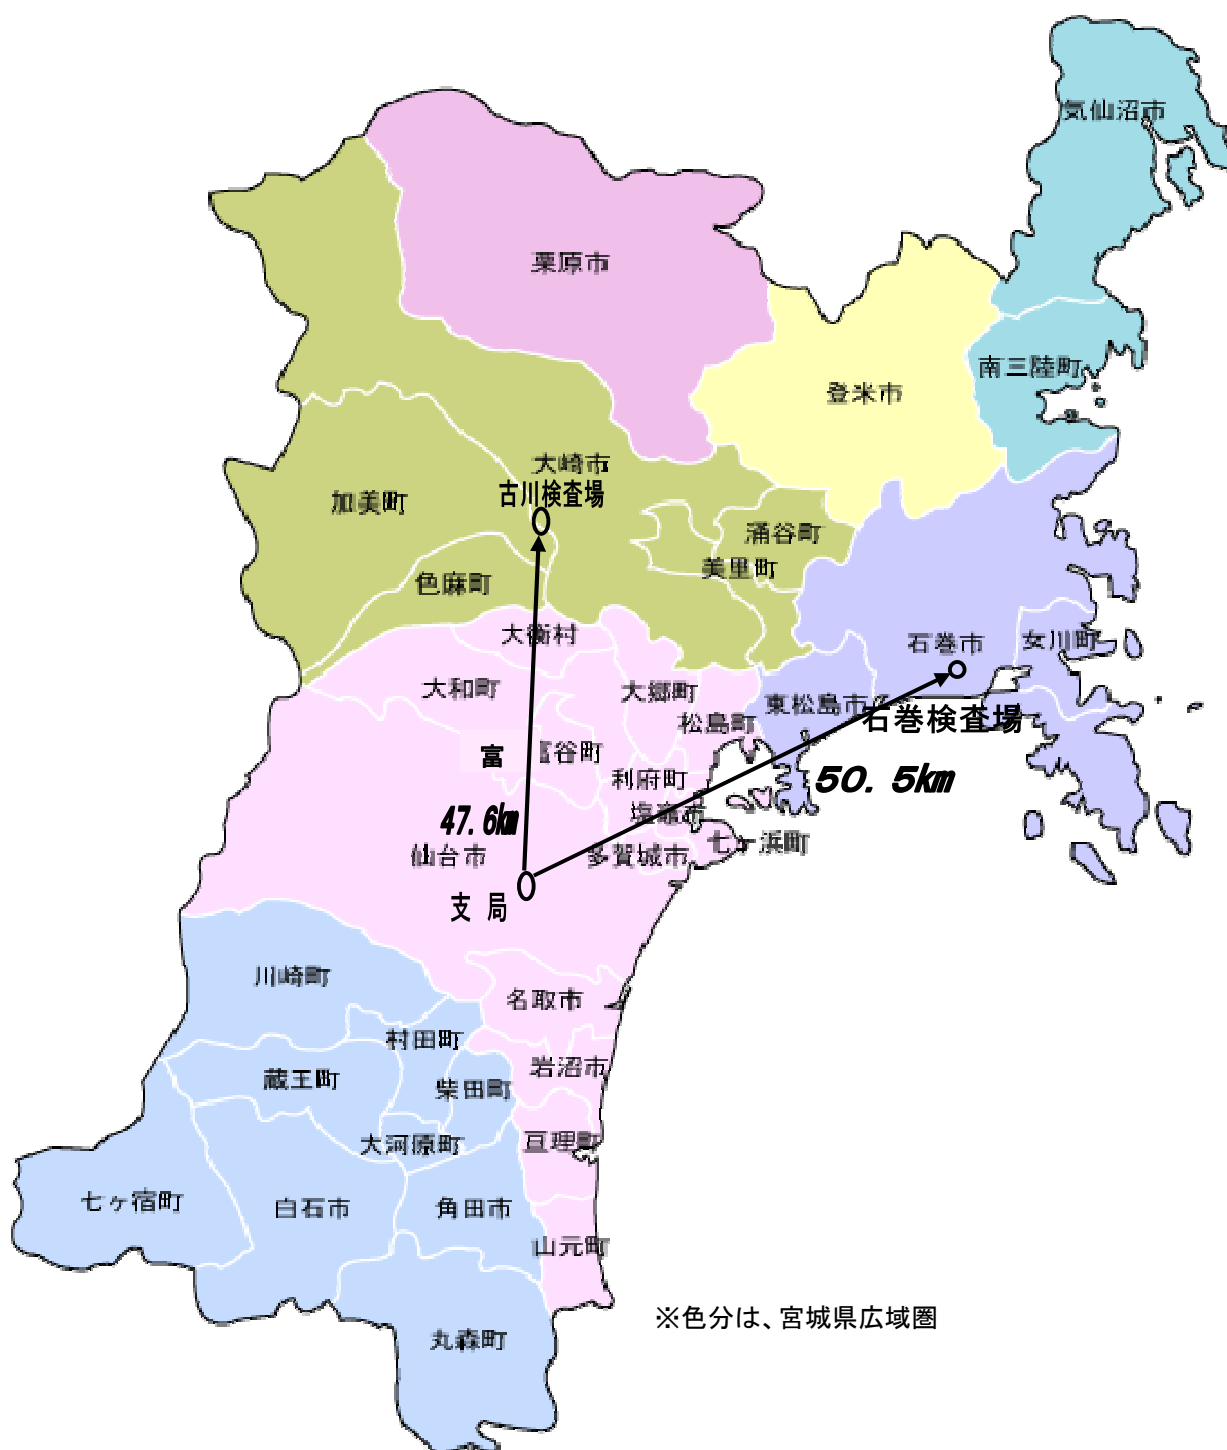 気仙沼市
栗原市
南三陸町
登米市
大崎市
古川検査場
加美町
涌谷町
美里町
色麻町
大衡村
石巻市
女川町
大和町
大郷町
東松島市
石巻検査場
松島町
富
富谷町
利府町
50.5km
塩竈市
47.6km
七ヶ浜町
仙台市
多賀城市
支局
川崎町
名取市
村田町
岩沼市
蔵王町
柴田町
大河原町
亘理町
七ヶ宿町
白石市
角田市
山元町
※色分は、宮城県広域圏
丸森町